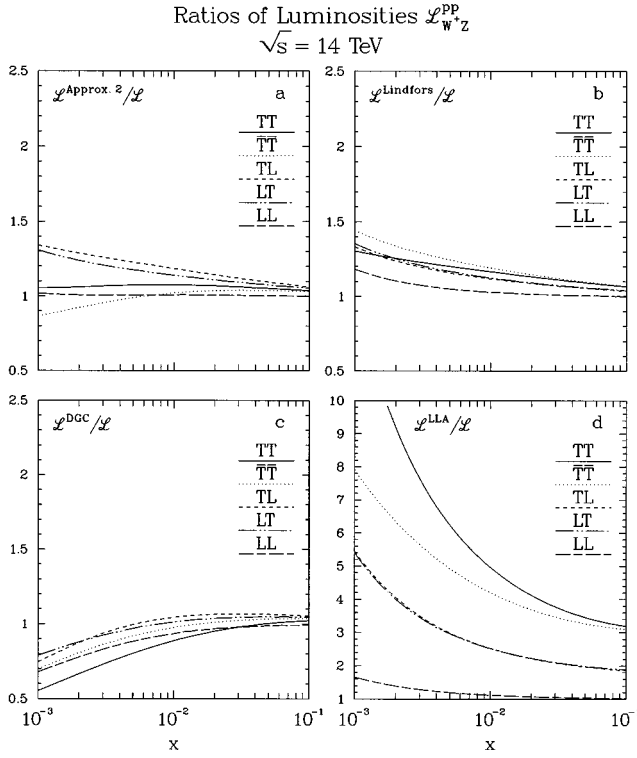 Ratios of Luminosities ℒ^pp_W⁺Z
√s = 14 TeV
2.5
2
1.5
1
0.5
ℒ^Approx. 2/ℒ
a
TT
T̅T̅
TL
LT
LL
2.5
2
1.5
1
0.5
ℒ^Lindfors/ℒ
b
TT
T̅T̅
TL
LT
LL
2.5
2
1.5
1
0.5
ℒ^DGC/ℒ
c
TT
T̅T̅
TL
LT
LL
10⁻³
10⁻²
10⁻¹
x
10
9
8
7
6
5
4
3
2
1
ℒ^LLA/ℒ
d
TT
T̅T̅
TL
LT
LL
10⁻³
10⁻²
10⁻
x